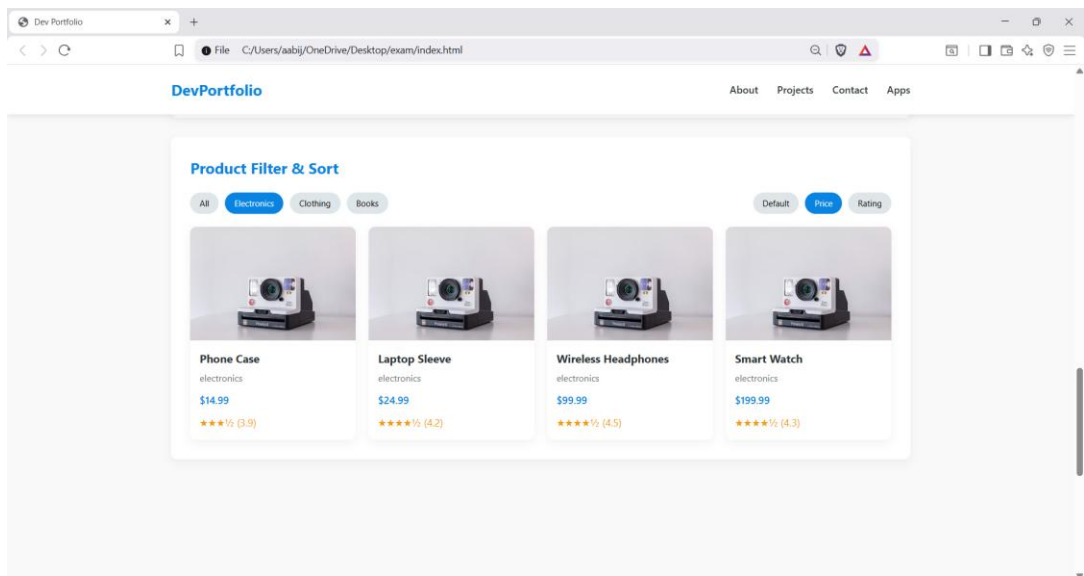 Dev Portfolio
File C:/Users/aabij/OneDrive/Desktop/exam/index.html
DevPortfolio
About Projects Contact Apps
Product Filter & Sort
All Electronics Clothing Books Default Price Rating
Phone Case Laptop Sleeve Wireless Headphones Smart Watch
electronics electronics electronics electronics
$14.99 $24.99 $99.99 $199.99
★★★½ (3.9) ★★★★½ (4.2) ★★★★½ (4.5) ★★★★½ (4.3)